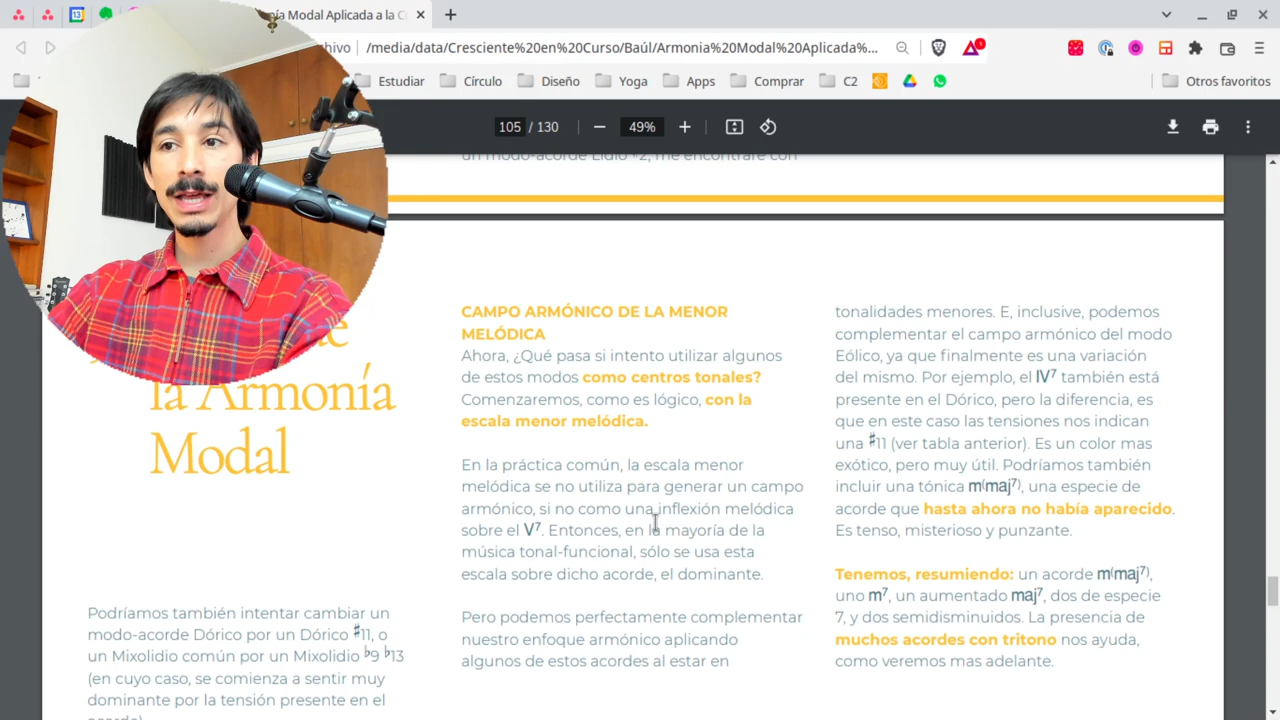 onía Modal Aplicada a la C
chivo
/media/data/Cresciente%20en%20Curso/Baúl/Armonia%20Modal%20Aplicada%...
Estudiar
Círculo
Diseño
Yoga
Apps
Comprar
C2
Otros favoritos
105 / 130
49%
un modo-acorde Lidio ♯2, me encontraré con
la Armonía
Modal
Podríamos también intentar cambiar un
modo-acorde Dórico por un Dórico ♯11, o
un Mixolidio común por un Mixolidio ♭9 ♭13
(en cuyo caso, se comienza a sentir muy
dominante por la tensión presente en el
acorde)
CAMPO ARMÓNICO DE LA MENOR
MELÓDICA
Ahora, ¿Qué pasa si intento utilizar algunos
de estos modos como centros tonales?
Comenzaremos, como es lógico, con la
escala menor melódica.
En la práctica común, la escala menor
melódica se no utiliza para generar un campo
armónico, si no como una inflexión melódica
sobre el V7. Entonces, en la mayoría de la
música tonal-funcional, sólo se usa esta
escala sobre dicho acorde, el dominante.
Pero podemos perfectamente complementar
nuestro enfoque armónico aplicando
algunos de estos acordes al estar en
tonalidades menores. E, inclusive, podemos
complementar el campo armónico del modo
Eólico, ya que finalmente es una variación
del mismo. Por ejemplo, el IV7 también está
presente en el Dórico, pero la diferencia, es
que en este caso las tensiones nos indican
una ♯11 (ver tabla anterior). Es un color mas
exótico, pero muy útil. Podríamos también
incluir una tónica m(maj7), una especie de
acorde que hasta ahora no había aparecido.
Es tenso, misterioso y punzante.
Tenemos, resumiendo: un acorde m(maj7),
uno m7, un aumentado maj7, dos de especie
7, y dos semidisminuidos. La presencia de
muchos acordes con tritono nos ayuda,
como veremos mas adelante.